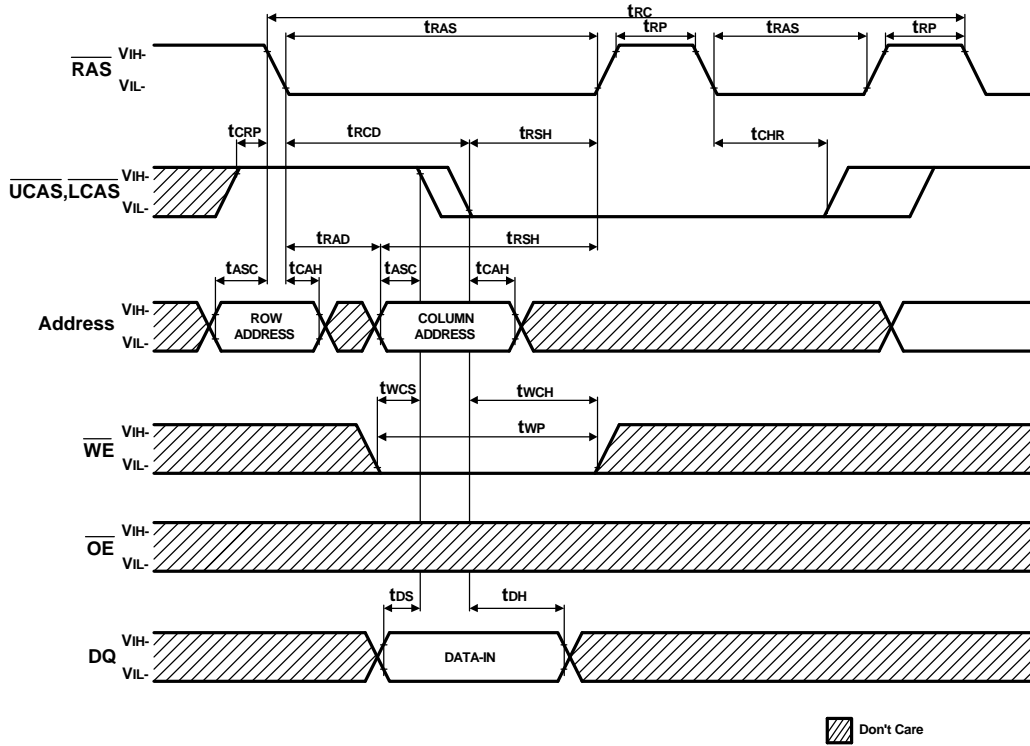 tRC
tRAS tRP tRAS tRP
RAS VIH-
VIL-
tCRP tRCD tRSH tCHR
UCAS,LCAS VIH-
VIL-
tRAD tRSH
tASC tCAH tASC tCAH
Address VIH-
VIL-
ROW
ADDRESS
COLUMN
ADDRESS
tWCS tWCH
tWP
WE VIH-
VIL-
OE VIH-
VIL-
tDS tDH
DQ VIH-
VIL-
DATA-IN
Don't Care